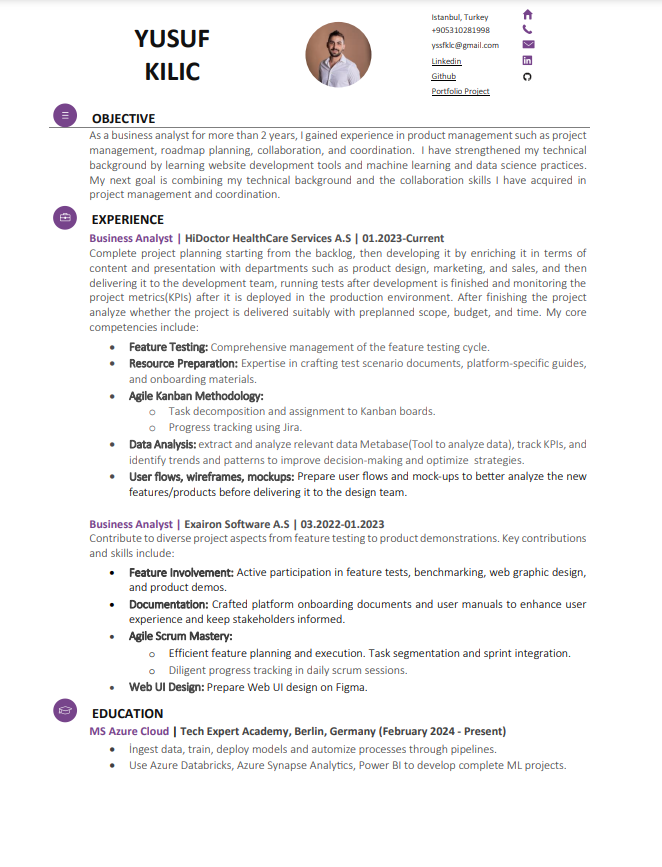 YUSUF
KILIC
Istanbul, Turkey
+905310281998
yssfklc@gmail.com
Linkedin
Github
Portfolio Project
OBJECTIVE
As a business analyst for more than 2 years, I gained experience in product management such as project
management, roadmap planning, collaboration, and coordination. I have strengthened my technical
background by learning website development tools and machine learning and data science practices.
My next goal is combining my technical background and the collaboration skills I have acquired in
project management and coordination.
EXPERIENCE
Business Analyst | HiDoctor HealthCare Services A.S | 01.2023-Current
Complete project planning starting from the backlog, then developing it by enriching it in terms of
content and presentation with departments such as product design, marketing, and sales, and then
delivering it to the development team, running tests after development is finished and monitoring the
project metrics(KPIs) after it is deployed in the production environment. After finishing the project
analyze whether the project is delivered suitably with preplanned scope, budget, and time. My core
competencies include:
• Feature Testing: Comprehensive management of the feature testing cycle.
• Resource Preparation: Expertise in crafting test scenario documents, platform-specific guides,
and onboarding materials.
• Agile Kanban Methodology:
o Task decomposition and assignment to Kanban boards.
o Progress tracking using Jira.
• Data Analysis: extract and analyze relevant data Metabase(Tool to analyze data), track KPIs, and
identify trends and patterns to improve decision-making and optimize strategies.
• User flows, wireframes, mockups: Prepare user flows and mock-ups to better analyze the new
features/products before delivering it to the design team.
Business Analyst | Exairon Software A.S | 03.2022-01.2023
Contribute to diverse project aspects from feature testing to product demonstrations. Key contributions
and skills include:
• Feature Involvement: Active participation in feature tests, benchmarking, web graphic design,
and product demos.
• Documentation: Crafted platform onboarding documents and user manuals to enhance user
experience and keep stakeholders informed.
• Agile Scrum Mastery:
o Efficient feature planning and execution. Task segmentation and sprint integration.
o Diligent progress tracking in daily scrum sessions.
• Web UI Design: Prepare Web UI design on Figma.
EDUCATION
MS Azure Cloud | Tech Expert Academy, Berlin, Germany (February 2024 - Present)
• İngest data, train, deploy models and automize processes through pipelines.
• Use Azure Databricks, Azure Synapse Analytics, Power BI to develop complete ML projects.